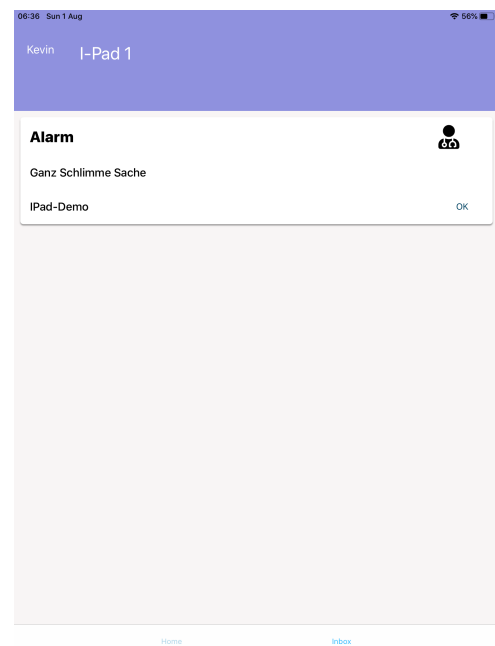 06:36 Sun 1 Aug 56%
Kevin I-Pad 1
Alarm
Ganz Schlimme Sache
IPad-Demo OK
Home Inbox